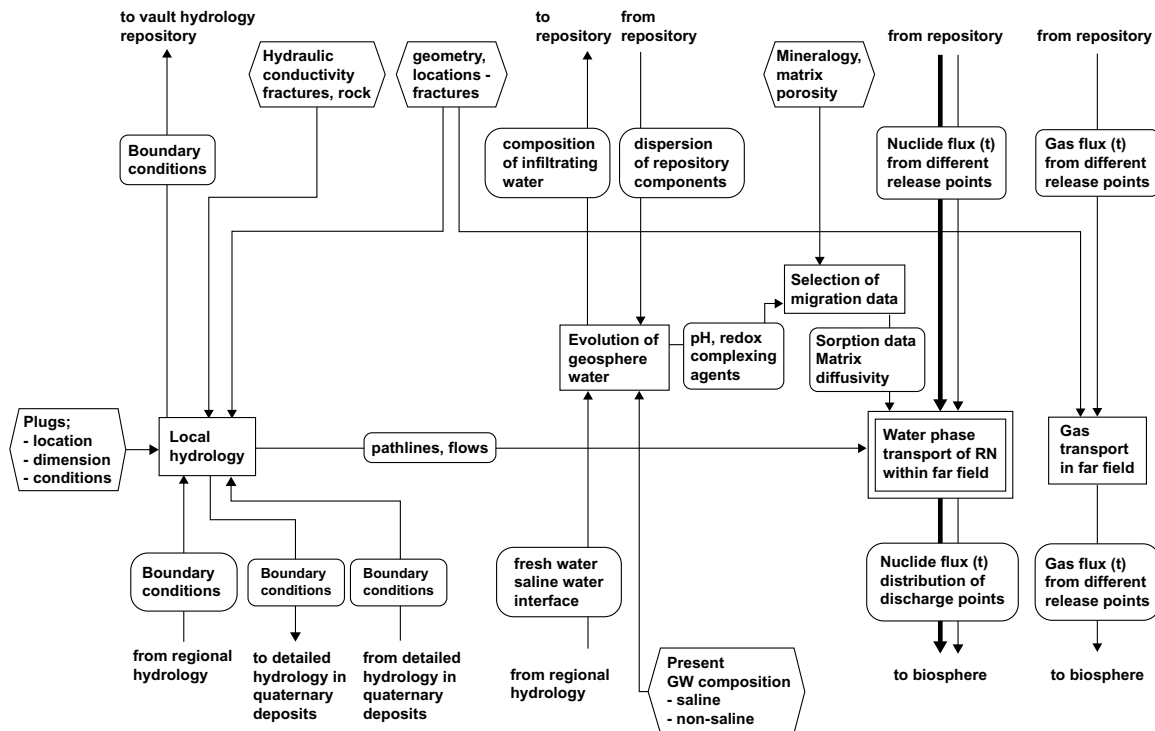 to vault hydrology
repository
to
repository
from
repository
from repository
from repository
Hydraulic
conductivity
fractures, rock
geometry,
locations -
fractures
Mineralogy,
matrix
porosity
Boundary
conditions
composition
of infiltrating
water
dispersion
of repository
components
Nuclide flux (t)
from different
release points
Gas flux (t)
from different
release points
Selection of
migration data
Evolution of
geosphere
water
pH, redox
complexing
agents
Sorption data
Matrix
diffusivity
Plugs;
- location
- dimension
- conditions
Local
hydrology
pathlines, flows
Water phase
transport of RN
within far field
Gas
transport
in far field
Boundary
conditions
Boundary
conditions
Boundary
conditions
fresh water
saline water
interface
Nuclide flux (t)
distribution of
discharge points
Gas flux (t)
from different
release points
from regional
hydrology
to detailed
hydrology in
quaternary
deposits
from detailed
hydrology in
quaternary
deposits
from regional
hydrology
Present
GW composition
- saline
- non-saline
to biosphere
to biosphere